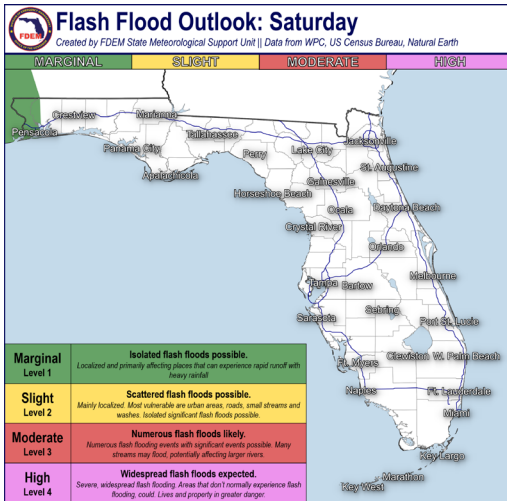 FDEM
Flash Flood Outlook: Saturday
Created by FDEM State Meteorological Support Unit || Data from WPC, US Census Bureau, Natural Earth
MARGINAL SLIGHT MODERATE HIGH
Crestview
Marianna
Pensacola
Tallahassee
Jacksonville
Panama City
Perry
Lake City
St. Augustine
Apalachicola
Gainesville
Horseshoe Beach
Ocala
Daytona Beach
Crystal River
Orlando
Melbourne
Tampa
Bartow
Sebring
Sarasota
Port St. Lucie
Ft. Myers
Clewiston
W. Palm Beach
Naples
Ft. Lauderdale
Miami
Key Largo
Marathon
Key West
Marginal
Level 1
Isolated flash floods possible.
Localized and primarily affecting places that can experience rapid runoff with
heavy rainfall
Slight
Level 2
Scattered flash floods possible.
Mainly localized. Most vulnerable are urban areas, roads, small streams and
washes. Isolated significant flash floods possible.
Moderate
Level 3
Numerous flash floods likely.
Numerous flash flooding events with significant events possible. Many
streams may flood, potentially affecting larger rivers.
High
Level 4
Widespread flash floods expected.
Severe, widespread flash flooding. Areas that don't normally experience flash
flooding, could. Lives and property in greater danger.